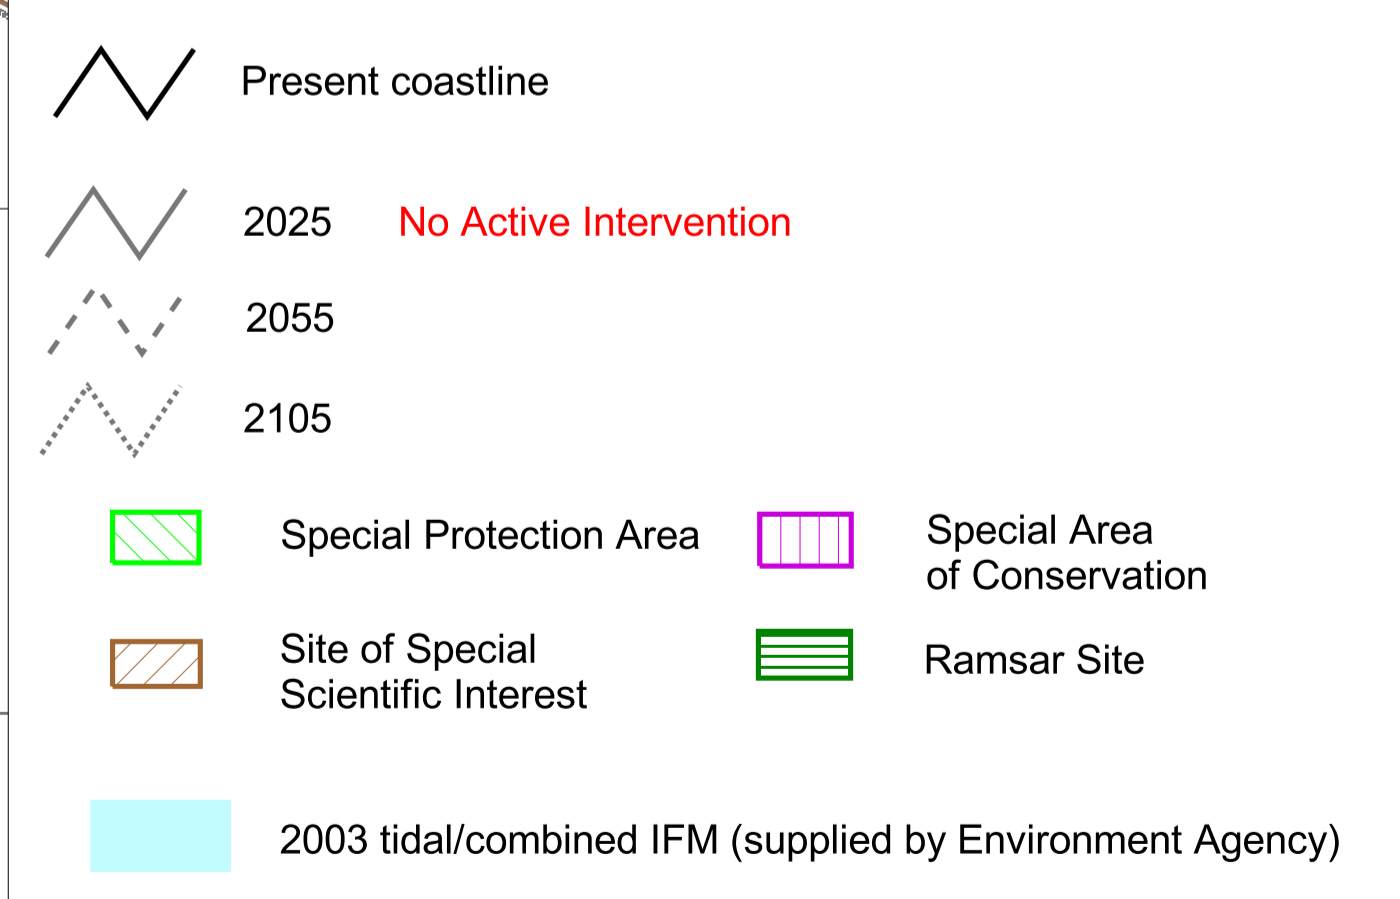 Present coastline
2025 No Active Intervention
2055
2105
Special Protection Area
Special Area
of Conservation
Site of Special
Scientific Interest
Ramsar Site
2003 tidal/combined IFM (supplied by Environment Agency)